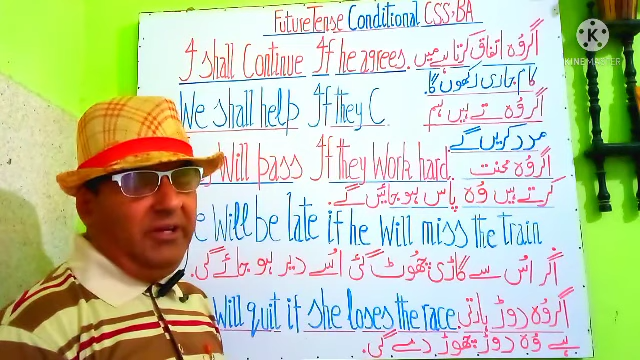 Future Tense Conditional CSS-BA
I shall Continue If he agrees. اگر وہ اتفاق کرتا ہے میں
کام جاری رکھوں گا۔
We shall help If they C اگر وہ تے ہیں ہم
مدد کریں گے
Will pass If they Work hard. اگر وہ محنت
کرتے ہیں وہ پاس ہو جائیں گے۔
e Will be late if he Will miss the train
اگر اس سے گاڑی چھوٹ گئی اسے دیر ہو جائے گی۔
Will quit if she loses the race. اگر وہ دوڑ ہارتی
ہے وہ دوڑ چھوڑ دے گی۔
KINEMASTER